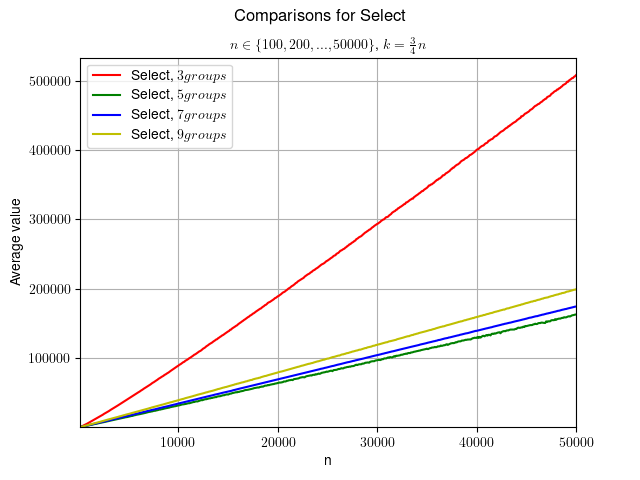 Comparisons for Select
n ∈ {100, 200, ..., 50000}, k = 3/4 n
Select, 3groups
Select, 5groups
Select, 7groups
Select, 9groups
500000
400000
300000
200000
100000
Average value
10000 20000 30000 40000 50000
n